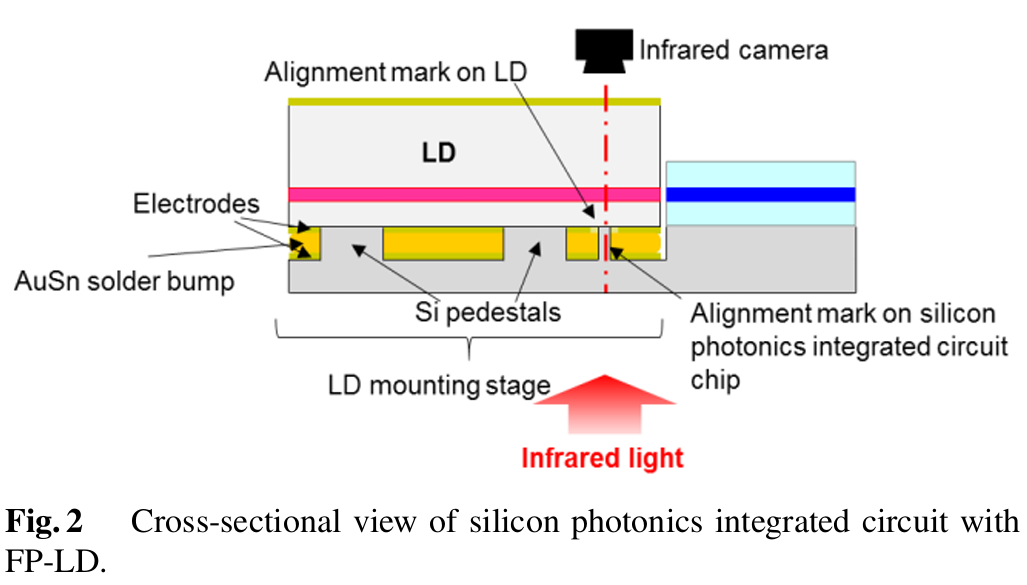 Infrared camera
Alignment mark on LD
LD
Electrodes
AuSn solder bump
Si pedestals
Alignment mark on silicon
photonics integrated circuit
chip
LD mounting stage
Infrared light
Fig. 2 Cross-sectional view of silicon photonics integrated circuit with
FP-LD.